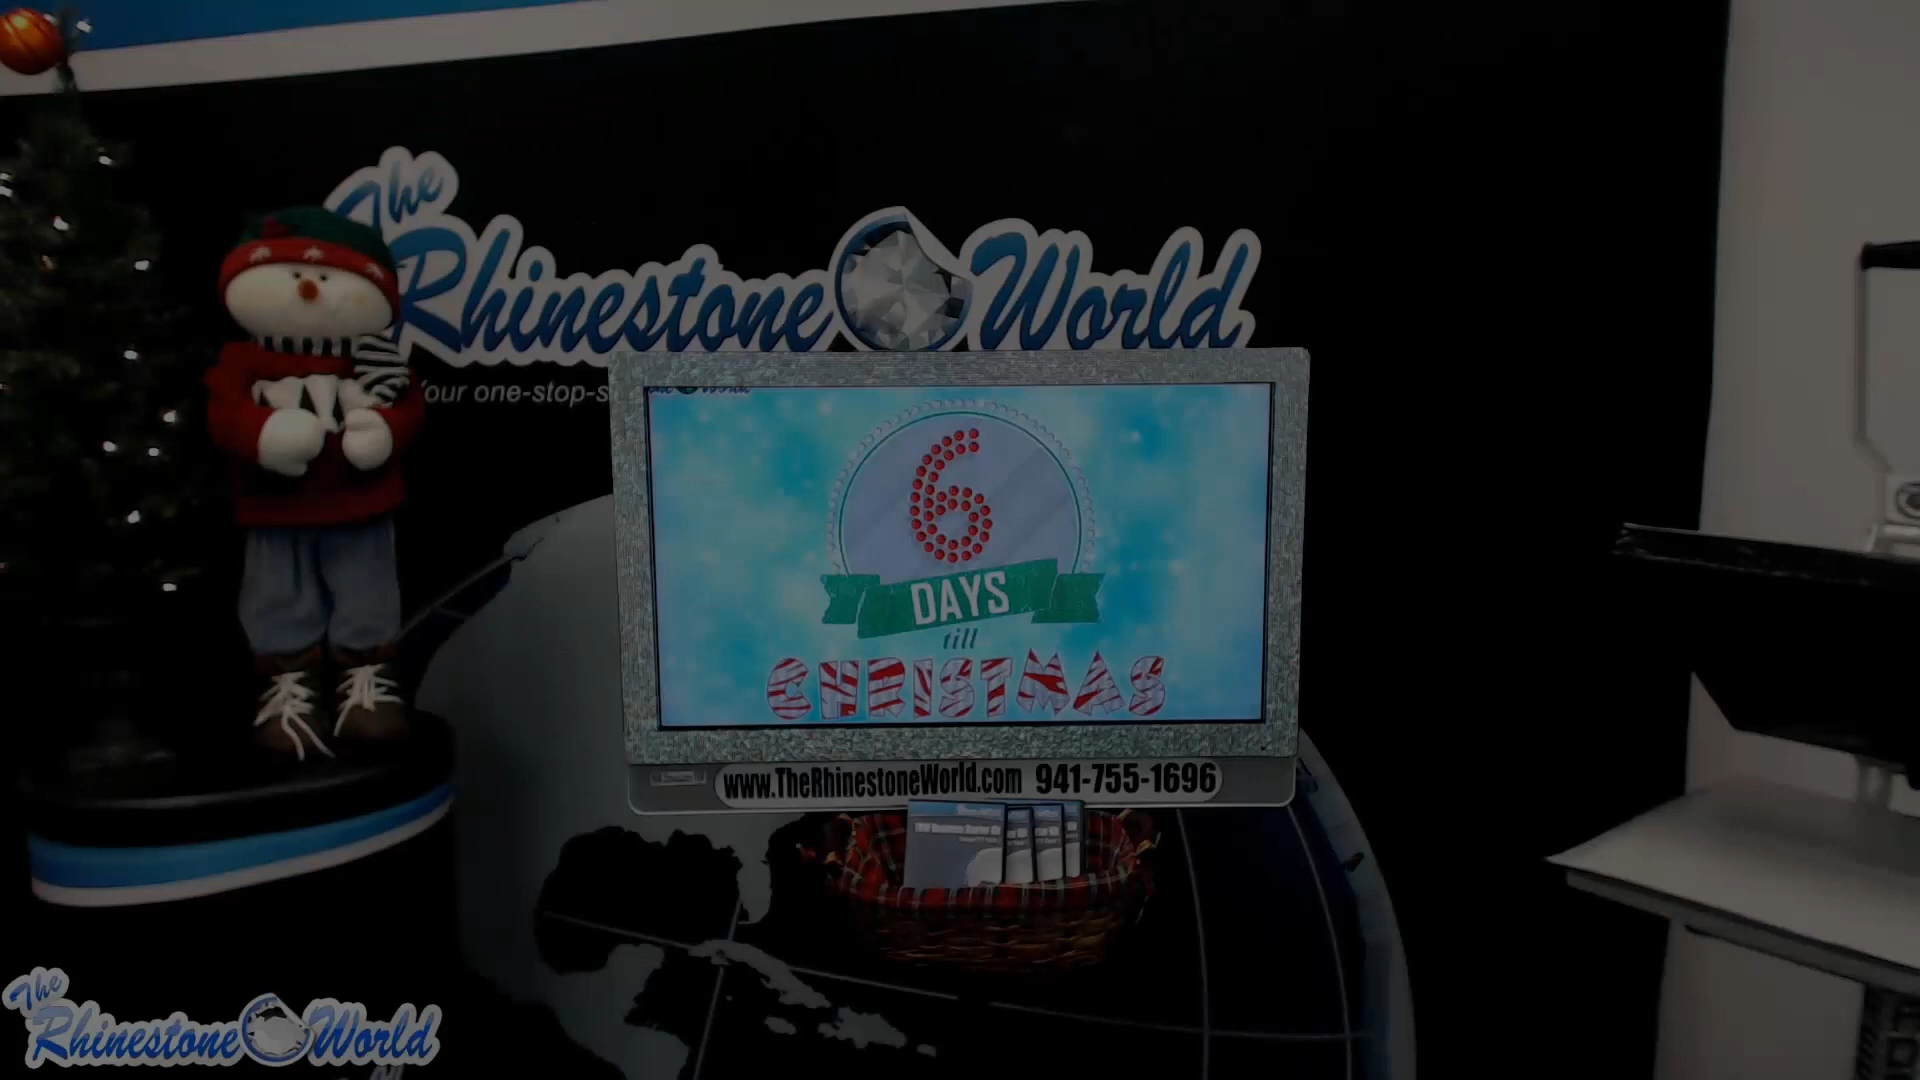 The
Rhinestone World
Your one-stop-s
World
6
DAYS
till
CHRISTMAS
www.TheRhinestoneWorld.com 941-755-1696
The
Rhinestone World